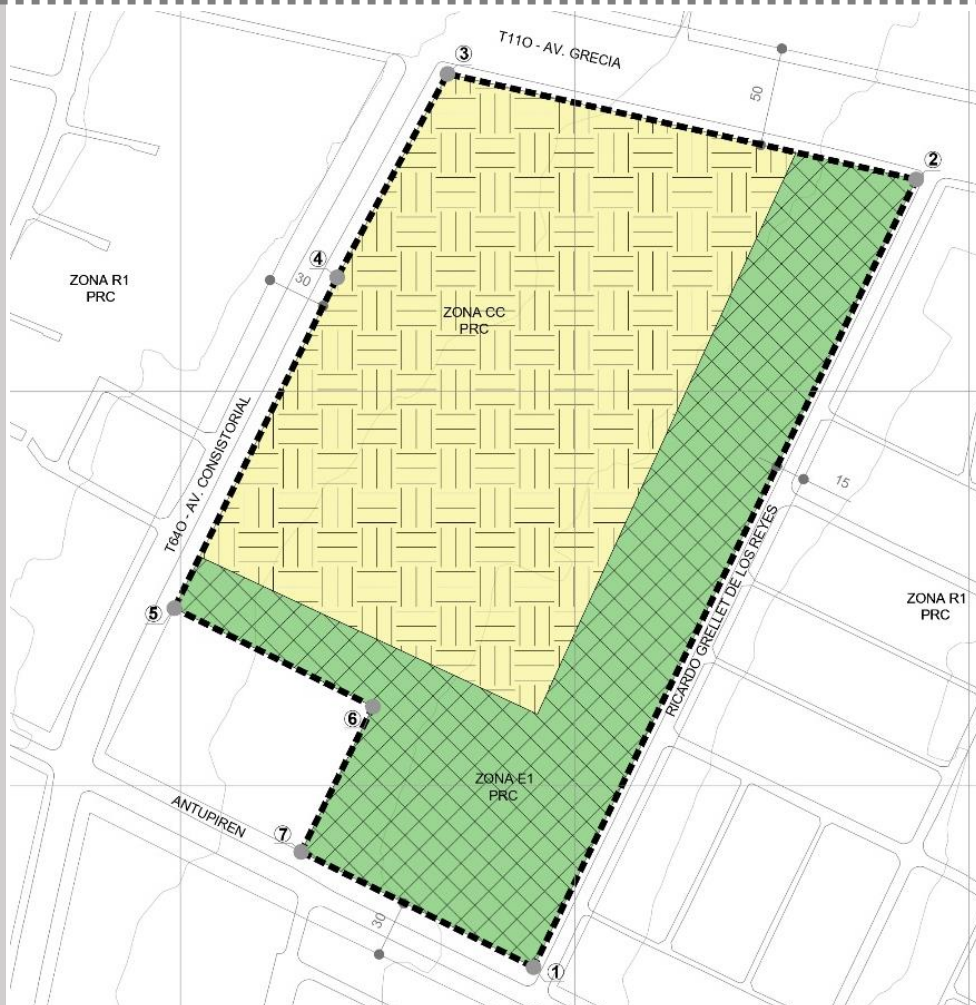 T11O - AV. GRECIA
3
50
2
4
30
ZONA R1
PRC
ZONA CC
PRC
T64O - AV. CONSISTORIAL
15
RICARDO GRELLET DE LOS REYES
ZONA R1
PRC
5
6
ZONA E1
PRC
ANTUPIREN
7
30
1